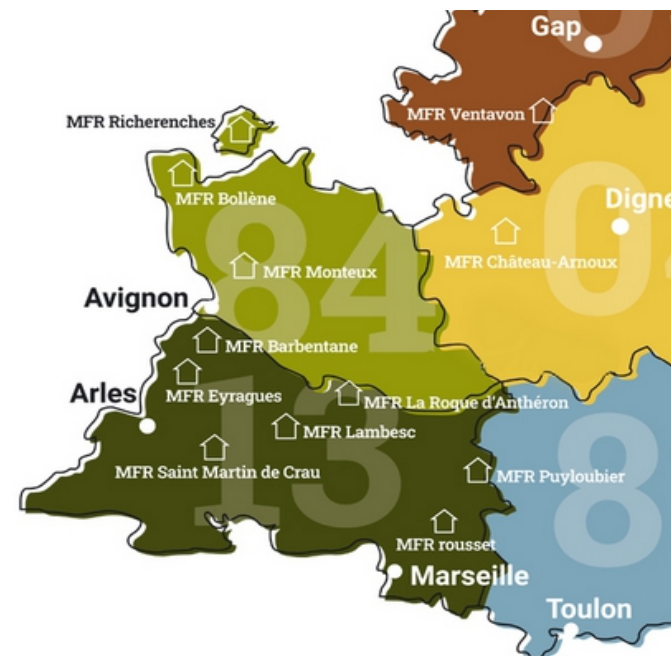 Gap
MFR Ventavon
MFR Richerenches
MFR Bollène
Digne
MFR Château-Arnoux
84
MFR Monteux
Avignon
MFR Barbentane
MFR Eyragues
Arles
MFR La Roque d'Anthéron
MFR Lambesc
13
MFR Saint Martin de Crau
MFR Puyloubier
8
MFR rousset
Marseille
Toulon